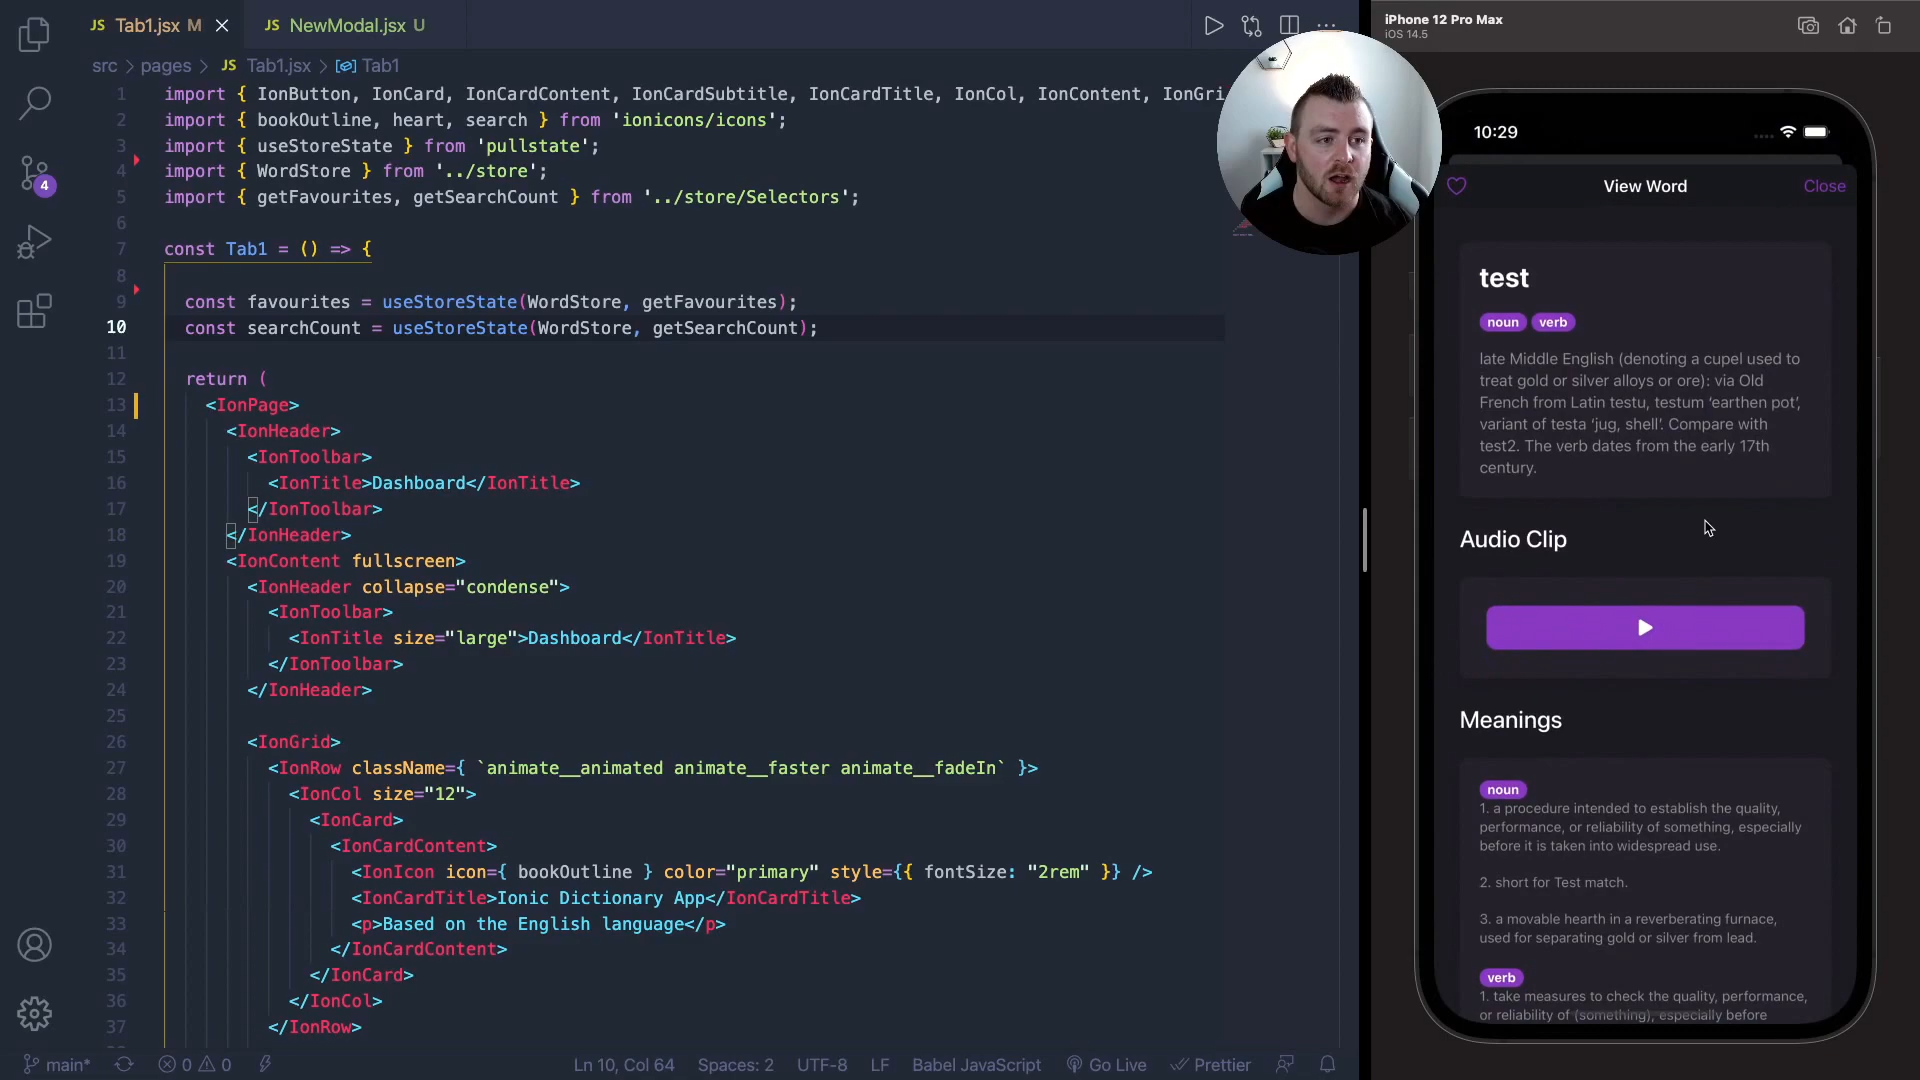 JS Tab1.jsx M
JS NewModal.jsx U
src > pages > JS Tab1.jsx > Tab1
1 import { IonButton, IonCard, IonCardContent, IonCardSubtitle, IonCardTitle, IonCol, IonContent, IonGri
2 import { bookOutline, heart, search } from 'ionicons/icons';
3 import { useStoreState } from 'pullstate';
4 import { WordStore } from '../store';
5 import { getFavourites, getSearchCount } from '../store/Selectors';
6
7 const Tab1 = () => {
8
9 const favourites = useStoreState(WordStore, getFavourites);
10 const searchCount = useStoreState(WordStore, getSearchCount);
11
12 return (
13 <IonPage>
14 <IonHeader>
15 <IonToolbar>
16 <IonTitle>Dashboard</IonTitle>
17 </IonToolbar>
18 </IonHeader>
19 <IonContent fullscreen>
20 <IonHeader collapse="condense">
21 <IonToolbar>
22 <IonTitle size="large">Dashboard</IonTitle>
23 </IonToolbar>
24 </IonHeader>
25
26 <IonGrid>
27 <IonRow className={ `animate__animated animate__faster animate__fadeIn` }>
28 <IonCol size="12">
29 <IonCard>
30 <IonCardContent>
31 <IonIcon icon={ bookOutline } color="primary" style={{ fontSize: "2rem" }} />
32 <IonCardTitle>Ionic Dictionary App</IonCardTitle>
33 <p>Based on the English language</p>
34 </IonCardContent>
35 </IonCard>
36 </IonCol>
37 </IonRow>
4
main* 0 0
Ln 10, Col 64 Spaces: 2 UTF-8 LF Babel JavaScript Go Live Prettier
iPhone 12 Pro Max
iOS 14.5
10:29
View Word
Close
test
noun verb
late Middle English (denoting a cupel used to
treat gold or silver alloys or ore): via Old
French from Latin testu, testum ‘earthen pot’,
variant of testa ‘jug, shell’. Compare with
test2. The verb dates from the early 17th
century.
Audio Clip
Meanings
noun
1. a procedure intended to establish the quality,
performance, or reliability of something, especially
before it is taken into widespread use.
2. short for Test match.
3. a movable hearth in a reverberating furnace,
used for separating gold or silver from lead.
verb
1. take measures to check the quality, performance,
or reliability of (something), especially before